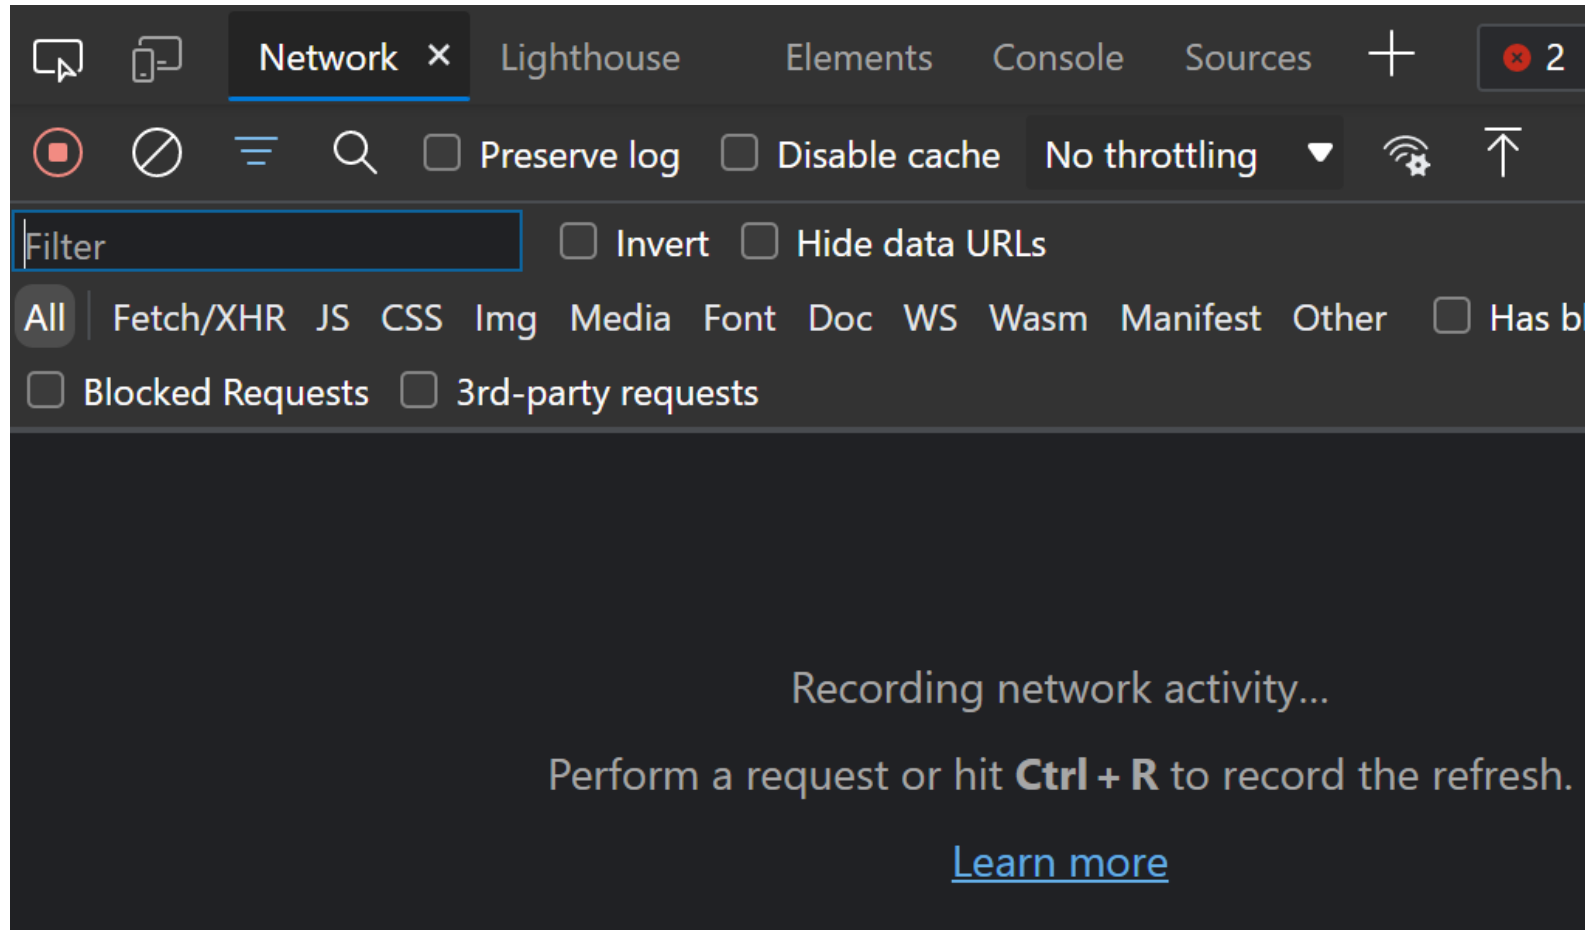 Network × Lighthouse Elements Console Sources + 2
Preserve log Disable cache No throttling
Filter Invert Hide data URLs
All Fetch/XHR JS CSS Img Media Font Doc WS Wasm Manifest Other Has
Blocked Requests 3rd-party requests
Recording network activity...
Perform a request or hit Ctrl + R to record the refresh.
Learn more